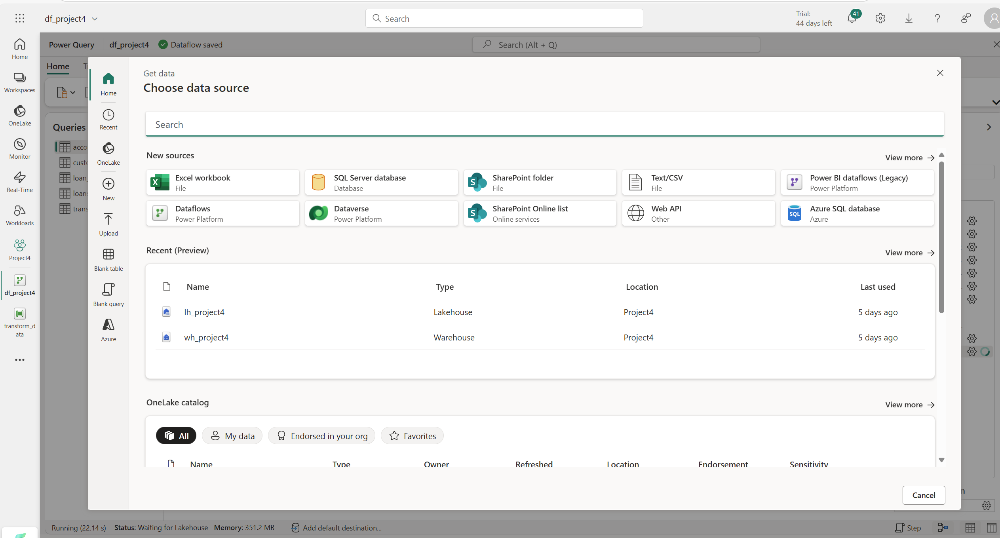 df_project4
Search
Trial:
44 days left
41
Home
Workspaces
OneLake
Monitor
Real-Time
Workloads
Project4
df_project4
transform_d
ata
Power Query
df_project4
Dataflow saved
Search (Alt + Q)
Home
Queries
Home
Recent
OneLake
New
Upload
Blank table
Blank query
Azure
Get data
Choose data source
Search
New sources
View more
Excel workbook
File
SQL Server database
Database
SharePoint folder
File
Text/CSV
File
Power BI dataflows (Legacy)
Power Platform
Dataflows
Power Platform
Dataverse
Power Platform
SharePoint Online list
Online services
Web API
Other
SQL
Azure SQL database
Azure
Recent (Preview)
View more
Name Type Location Last used
lh_project4 Lakehouse Project4 5 days ago
wh_project4 Warehouse Project4 5 days ago
OneLake catalog
View more
All
My data
Endorsed in your org
Favorites
Name Type Owner Refreshed Location Endorsement Sensitivity
Cancel
Running (22.14 s) Status: Waiting for Lakehouse Memory: 351.2 MB Add default destination... Step